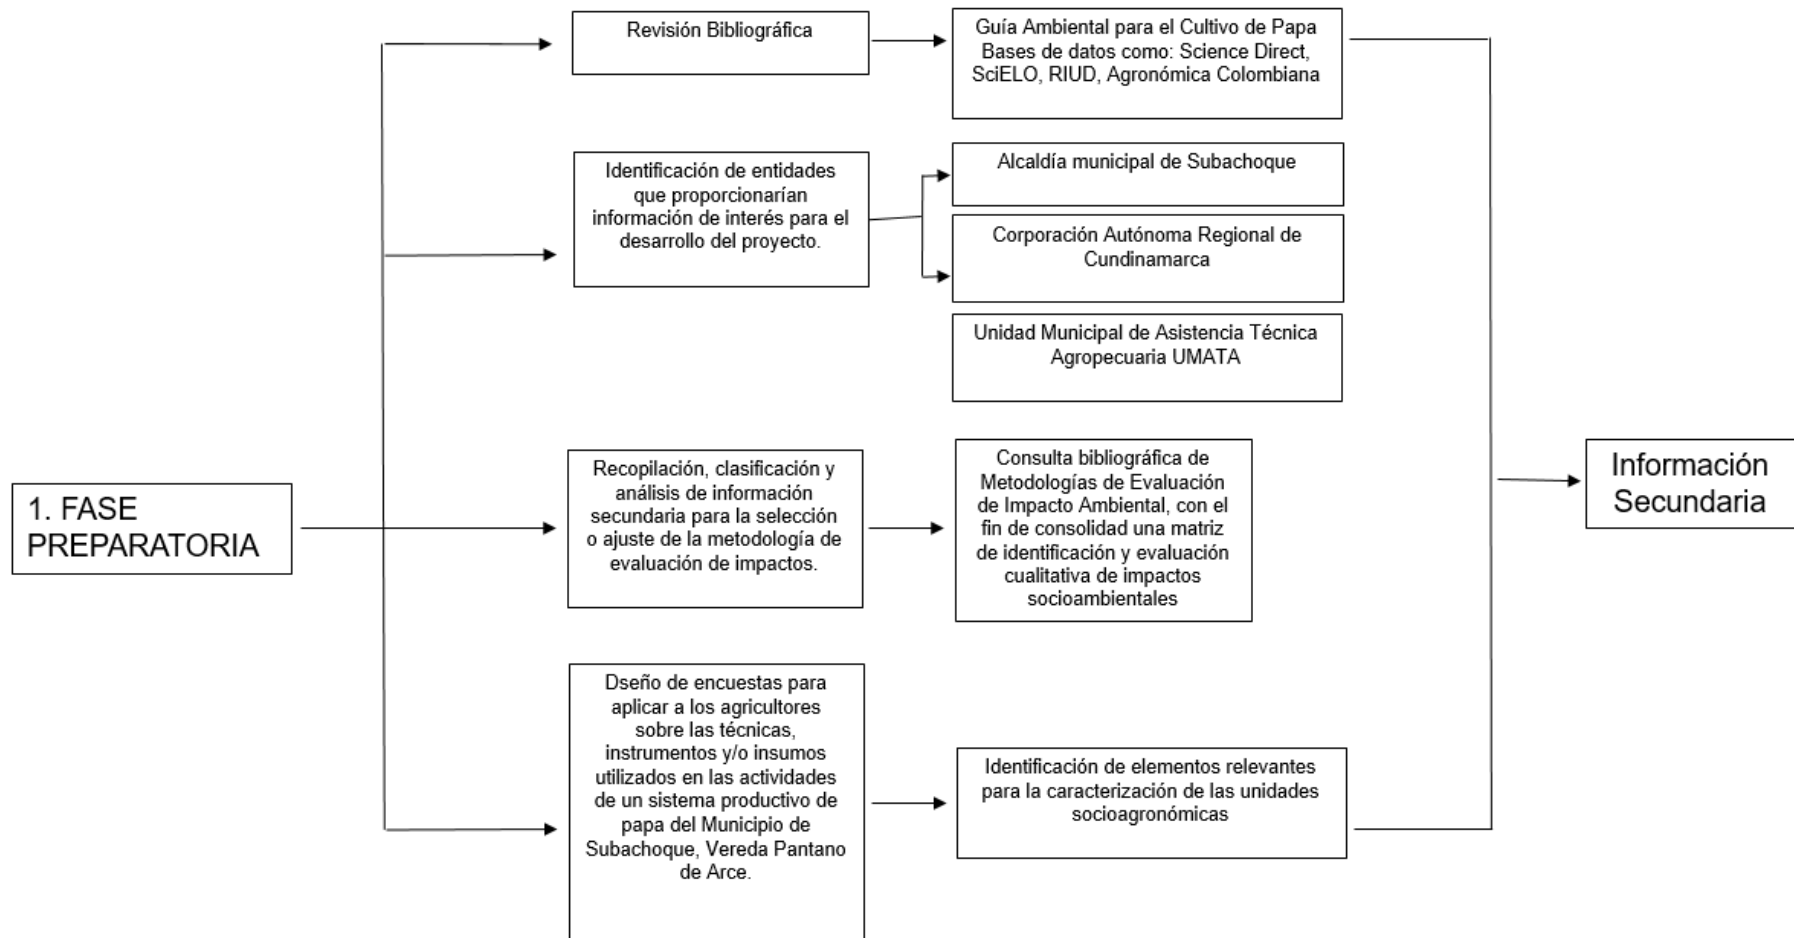 1. FASE
PREPARATORIA
Revisión Bibliográfica
Guía Ambiental para el Cultivo de Papa
Bases de datos como: Science Direct,
SciELO, RIUD, Agronómica Colombiana
Identificación de entidades
que proporcionarían
información de interés para el
desarrollo del proyecto.
Alcaldía municipal de Subachoque
Corporación Autónoma Regional de
Cundinamarca
Unidad Municipal de Asistencia Técnica
Agropecuaria UMATA
Recopilación, clasificación y
análisis de información
secundaria para la selección
o ajuste de la metodología de
evaluación de impactos.
Consulta bibliográfica de
Metodologías de Evaluación
de Impacto Ambiental, con el
fin de consolidad una matriz
de identificación y evaluación
cualitativa de impactos
socioambientales
Dseño de encuestas para
aplicar a los agricultores
sobre las técnicas,
instrumentos y/o insumos
utilizados en las actividades
de un sistema productivo de
papa del Municipio de
Subachoque, Vereda Pantano
de Arce.
Identificación de elementos relevantes
para la caracterización de las unidades
socioagronómicas
Información
Secundaria